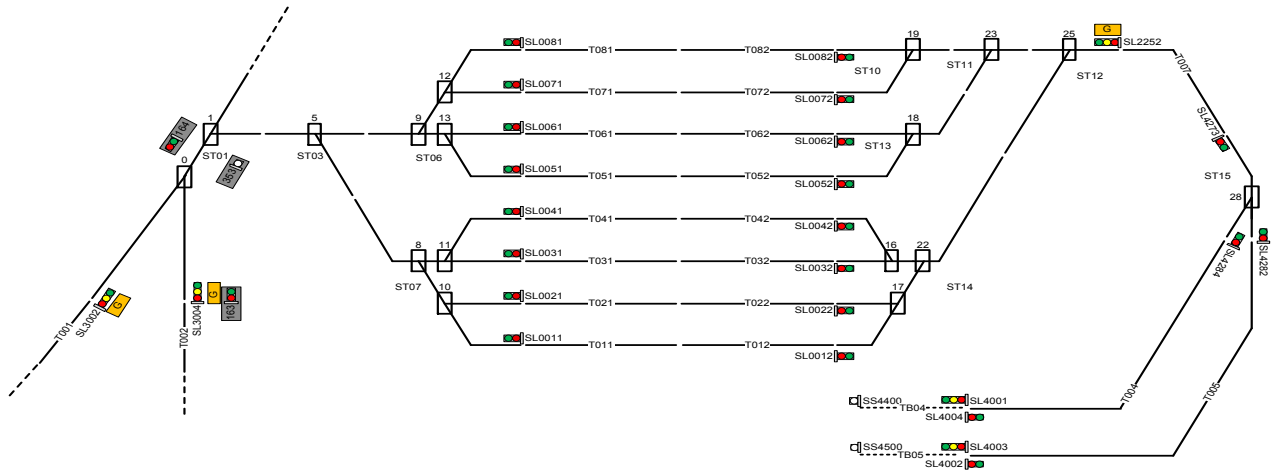 G
SL0081
T081
T082
SL0082
19
23
25
SL2252
ST10
ST11
ST12
T007
12
SL0071
T071
T072
SL0072
164
1
5
9
13
SL0061
T061
T062
SL0062
18
SL4273
ST01
ST03
ST06
ST13
0
353
SL0051
T051
T052
SL0052
ST15
28
SL0041
T041
T042
SL0042
8
11
SL0031
T031
T032
SL0032
16
22
SL4284
SL4282
ST07
10
ST14
17
SL0021
T021
T022
SL0022
SL3002
G
SL3004
G
163
T001
T002
SL0011
T011
T012
SL0012
SS4400
TB04
SL4001
SL4004
T004
T005
SS4500
TB05
SL4003
SL4002